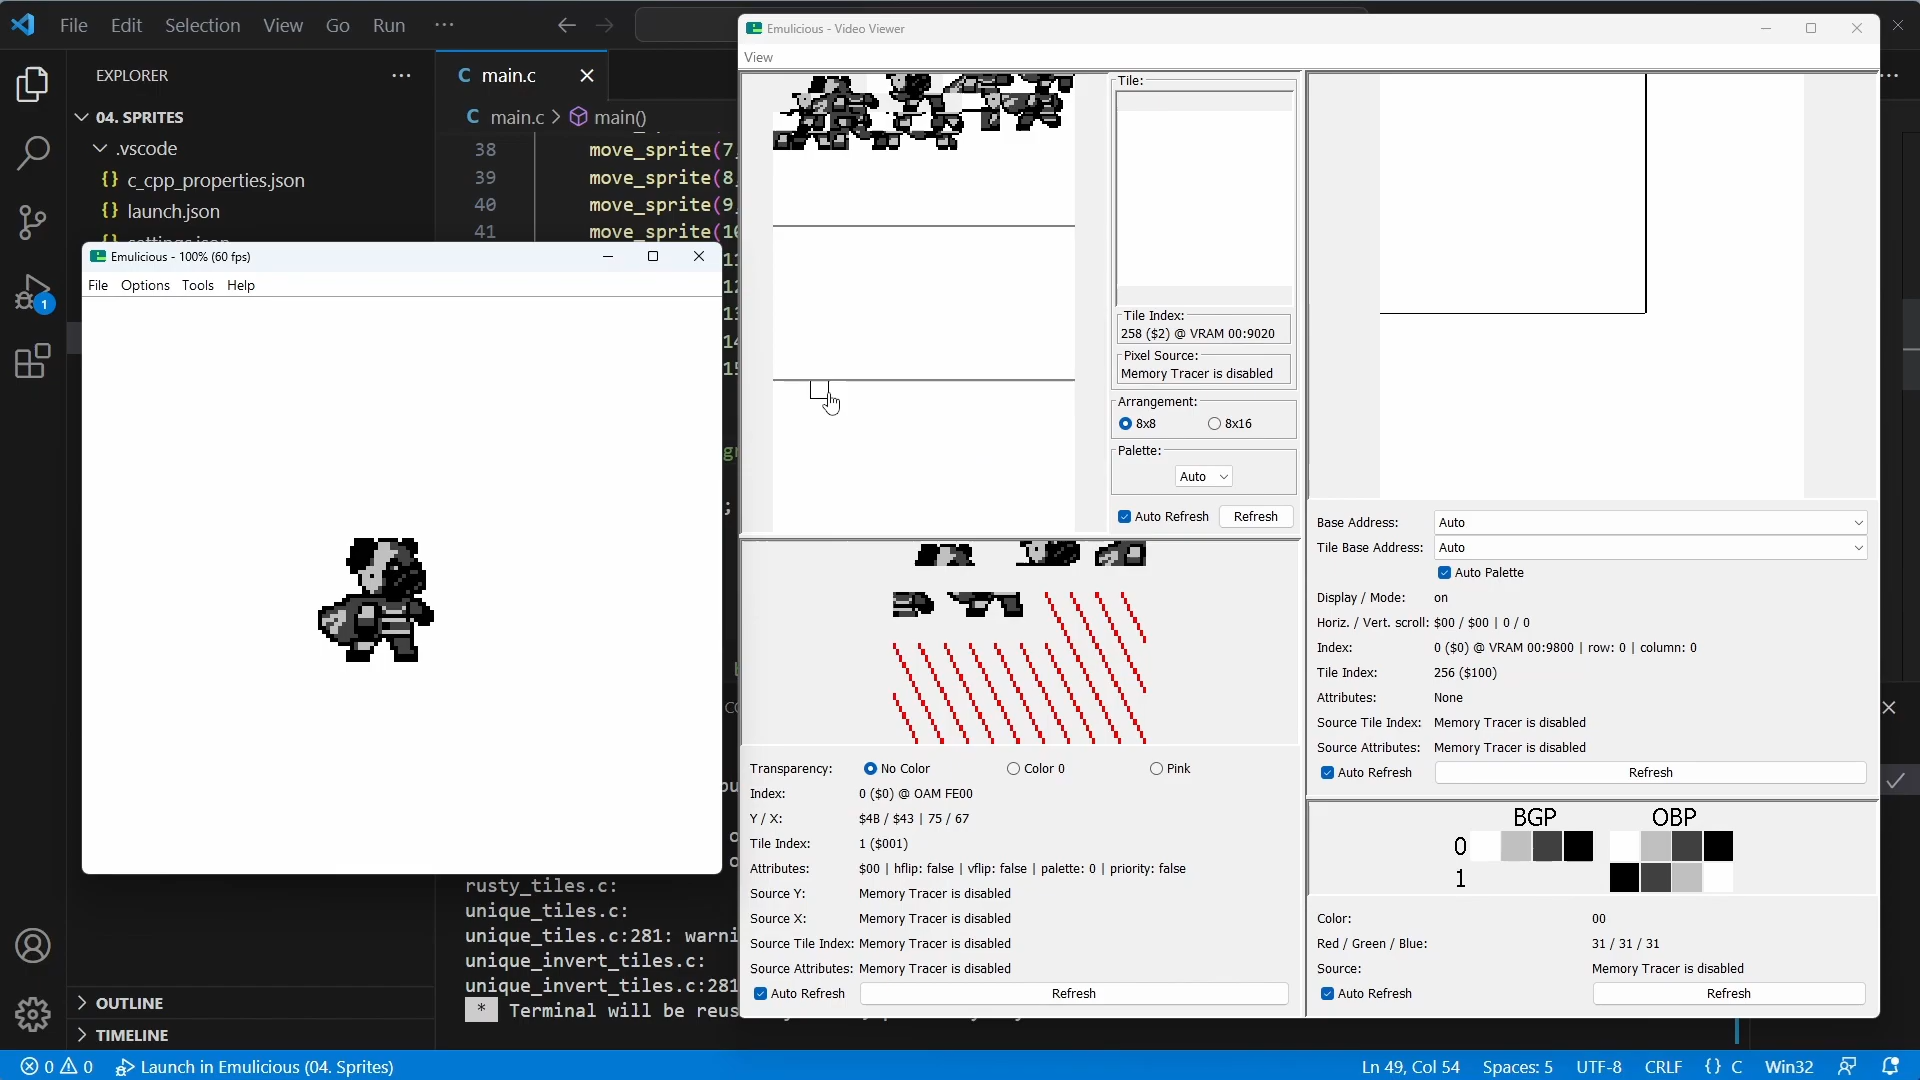 File Edit Selection View Go Run ···
EXPLORER
04. SPRITES
.vscode
{} c_cpp_properties.json
{} launch.json
C main.c
C main.c > main()
38 move_sprite(7
39 move_sprite(8
40 move_sprite(9
41 move_sprite(1
Emulicious - 100% (60 fps)
File Options Tools Help
OUTLINE
TIMELINE
rusty_tiles.c:
unique_tiles.c:
unique_tiles.c:281: warni
unique_invert_tiles.c:
unique_invert_tiles.c:281
* Terminal will be reus
Emulicious - Video Viewer
View
Tile:
Tile Index:
258 ($2) @ VRAM 00:9020
Pixel Source:
Memory Tracer is disabled
Arrangement:
8x8 8x16
Palette:
Auto
Auto Refresh Refresh
Transparency: No Color Color 0 Pink
Index: 0 ($0) @ OAM FE00
Y / X: $4B / $43 | 75 / 67
Tile Index: 1 ($001)
Attributes: $00 | hflip: false | vflip: false | palette: 0 | priority: false
Source Y: Memory Tracer is disabled
Source X: Memory Tracer is disabled
Source Tile Index: Memory Tracer is disabled
Source Attributes: Memory Tracer is disabled
Auto Refresh Refresh
Base Address: Auto
Tile Base Address: Auto
Auto Palette
Display / Mode: on
Horiz. / Vert. scroll: $00 / $00 | 0 / 0
Index: 0 ($0) @ VRAM 00:9800 | row: 0 | column: 0
Tile Index: 256 ($100)
Attributes: None
Source Tile Index: Memory Tracer is disabled
Source Attributes: Memory Tracer is disabled
Auto Refresh Refresh
BGP OBP
0
1
Color: 00
Red / Green / Blue: 31 / 31 / 31
Source: Memory Tracer is disabled
Auto Refresh Refresh
0 0 Launch in Emulicious (04. Sprites) Ln 49, Col 54 Spaces: 5 UTF-8 CRLF {} C Win32